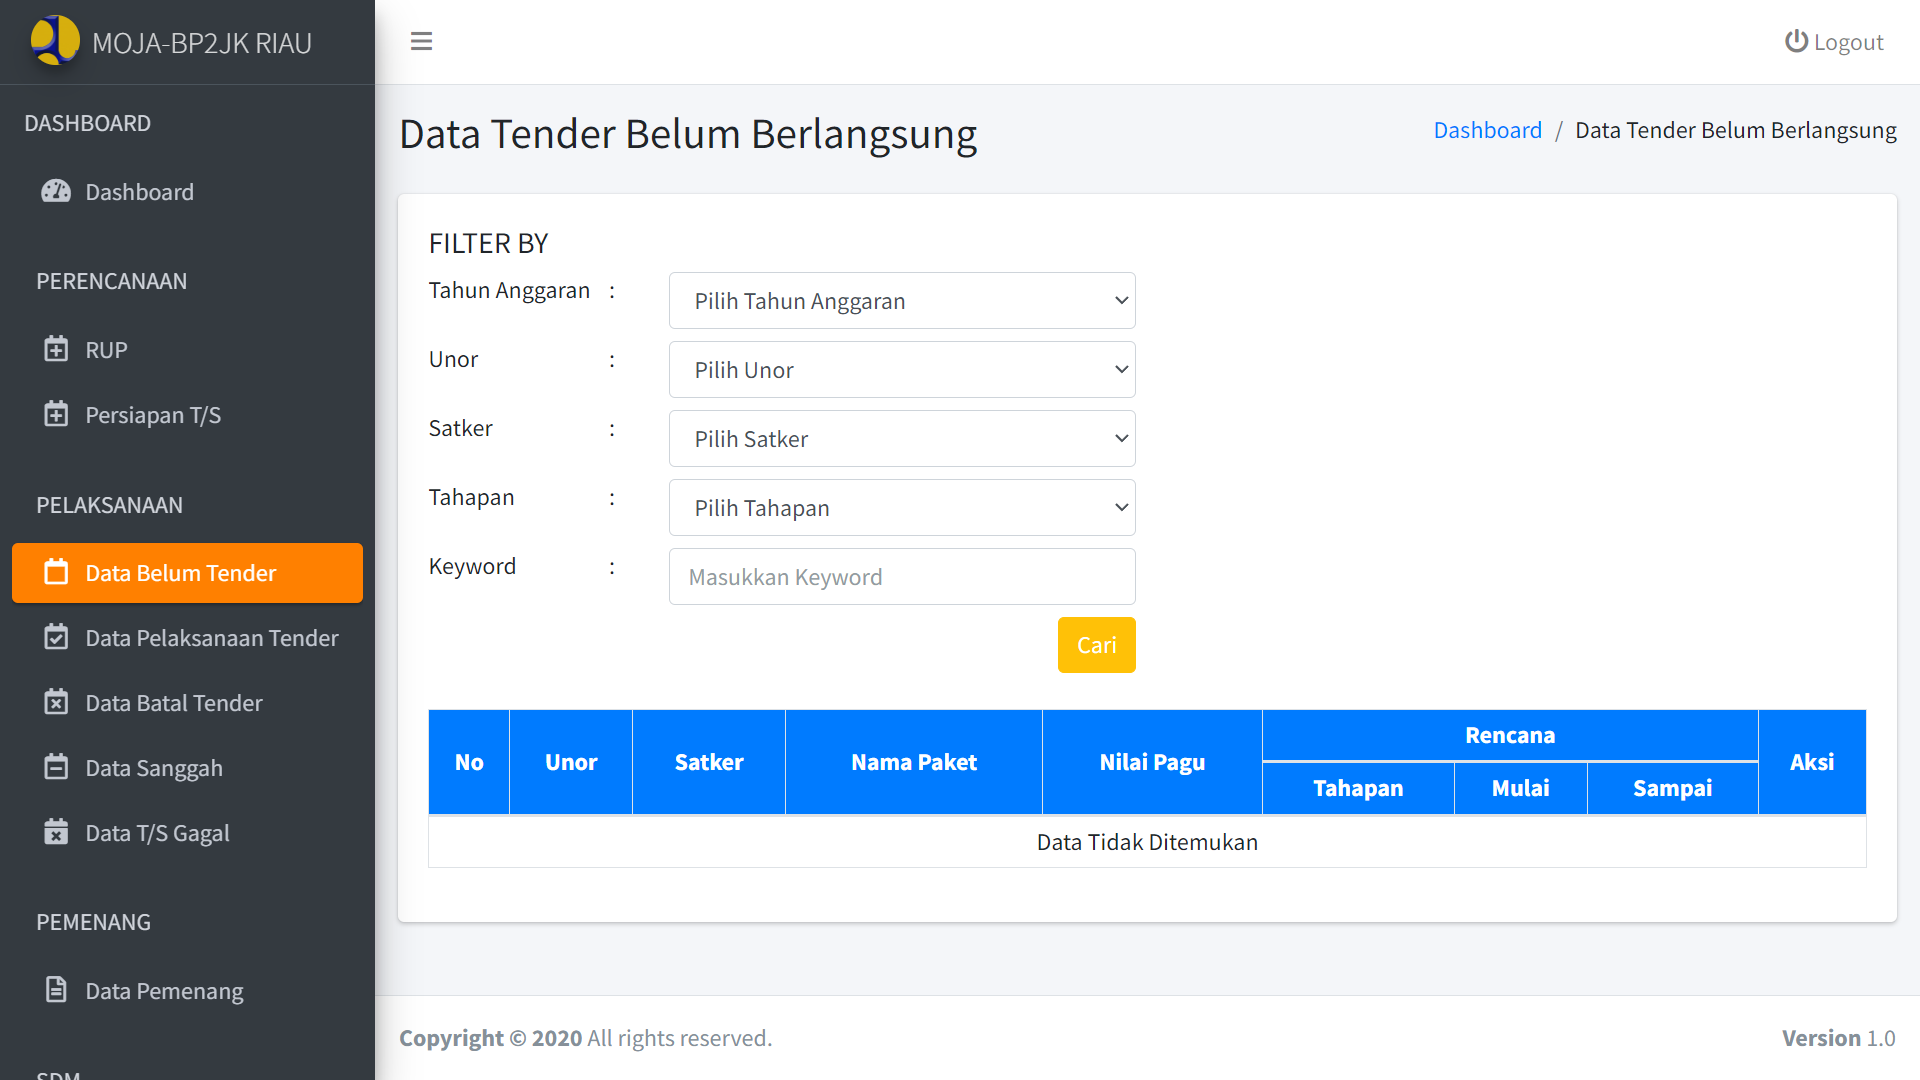 MOJA-BP2JK RIAU
Logout
DASHBOARD
Dashboard
PERENCANAAN
RUP
Persiapan T/S
PELAKSANAAN
Data Belum Tender
Data Pelaksanaan Tender
Data Batal Tender
Data Sanggah
Data T/S Gagal
PEMENANG
Data Pemenang
SDM
Data Tender Belum Berlangsung
Dashboard / Data Tender Belum Berlangsung
FILTER BY
Tahun Anggaran : Pilih Tahun Anggaran
Unor : Pilih Unor
Satker : Pilih Satker
Tahapan : Pilih Tahapan
Keyword : Masukkan Keyword
Cari
No Unor Satker Nama Paket Nilai Pagu Rencana Aksi
Tahapan Mulai Sampai
Data Tidak Ditemukan
Copyright © 2020 All rights reserved.
Version 1.0